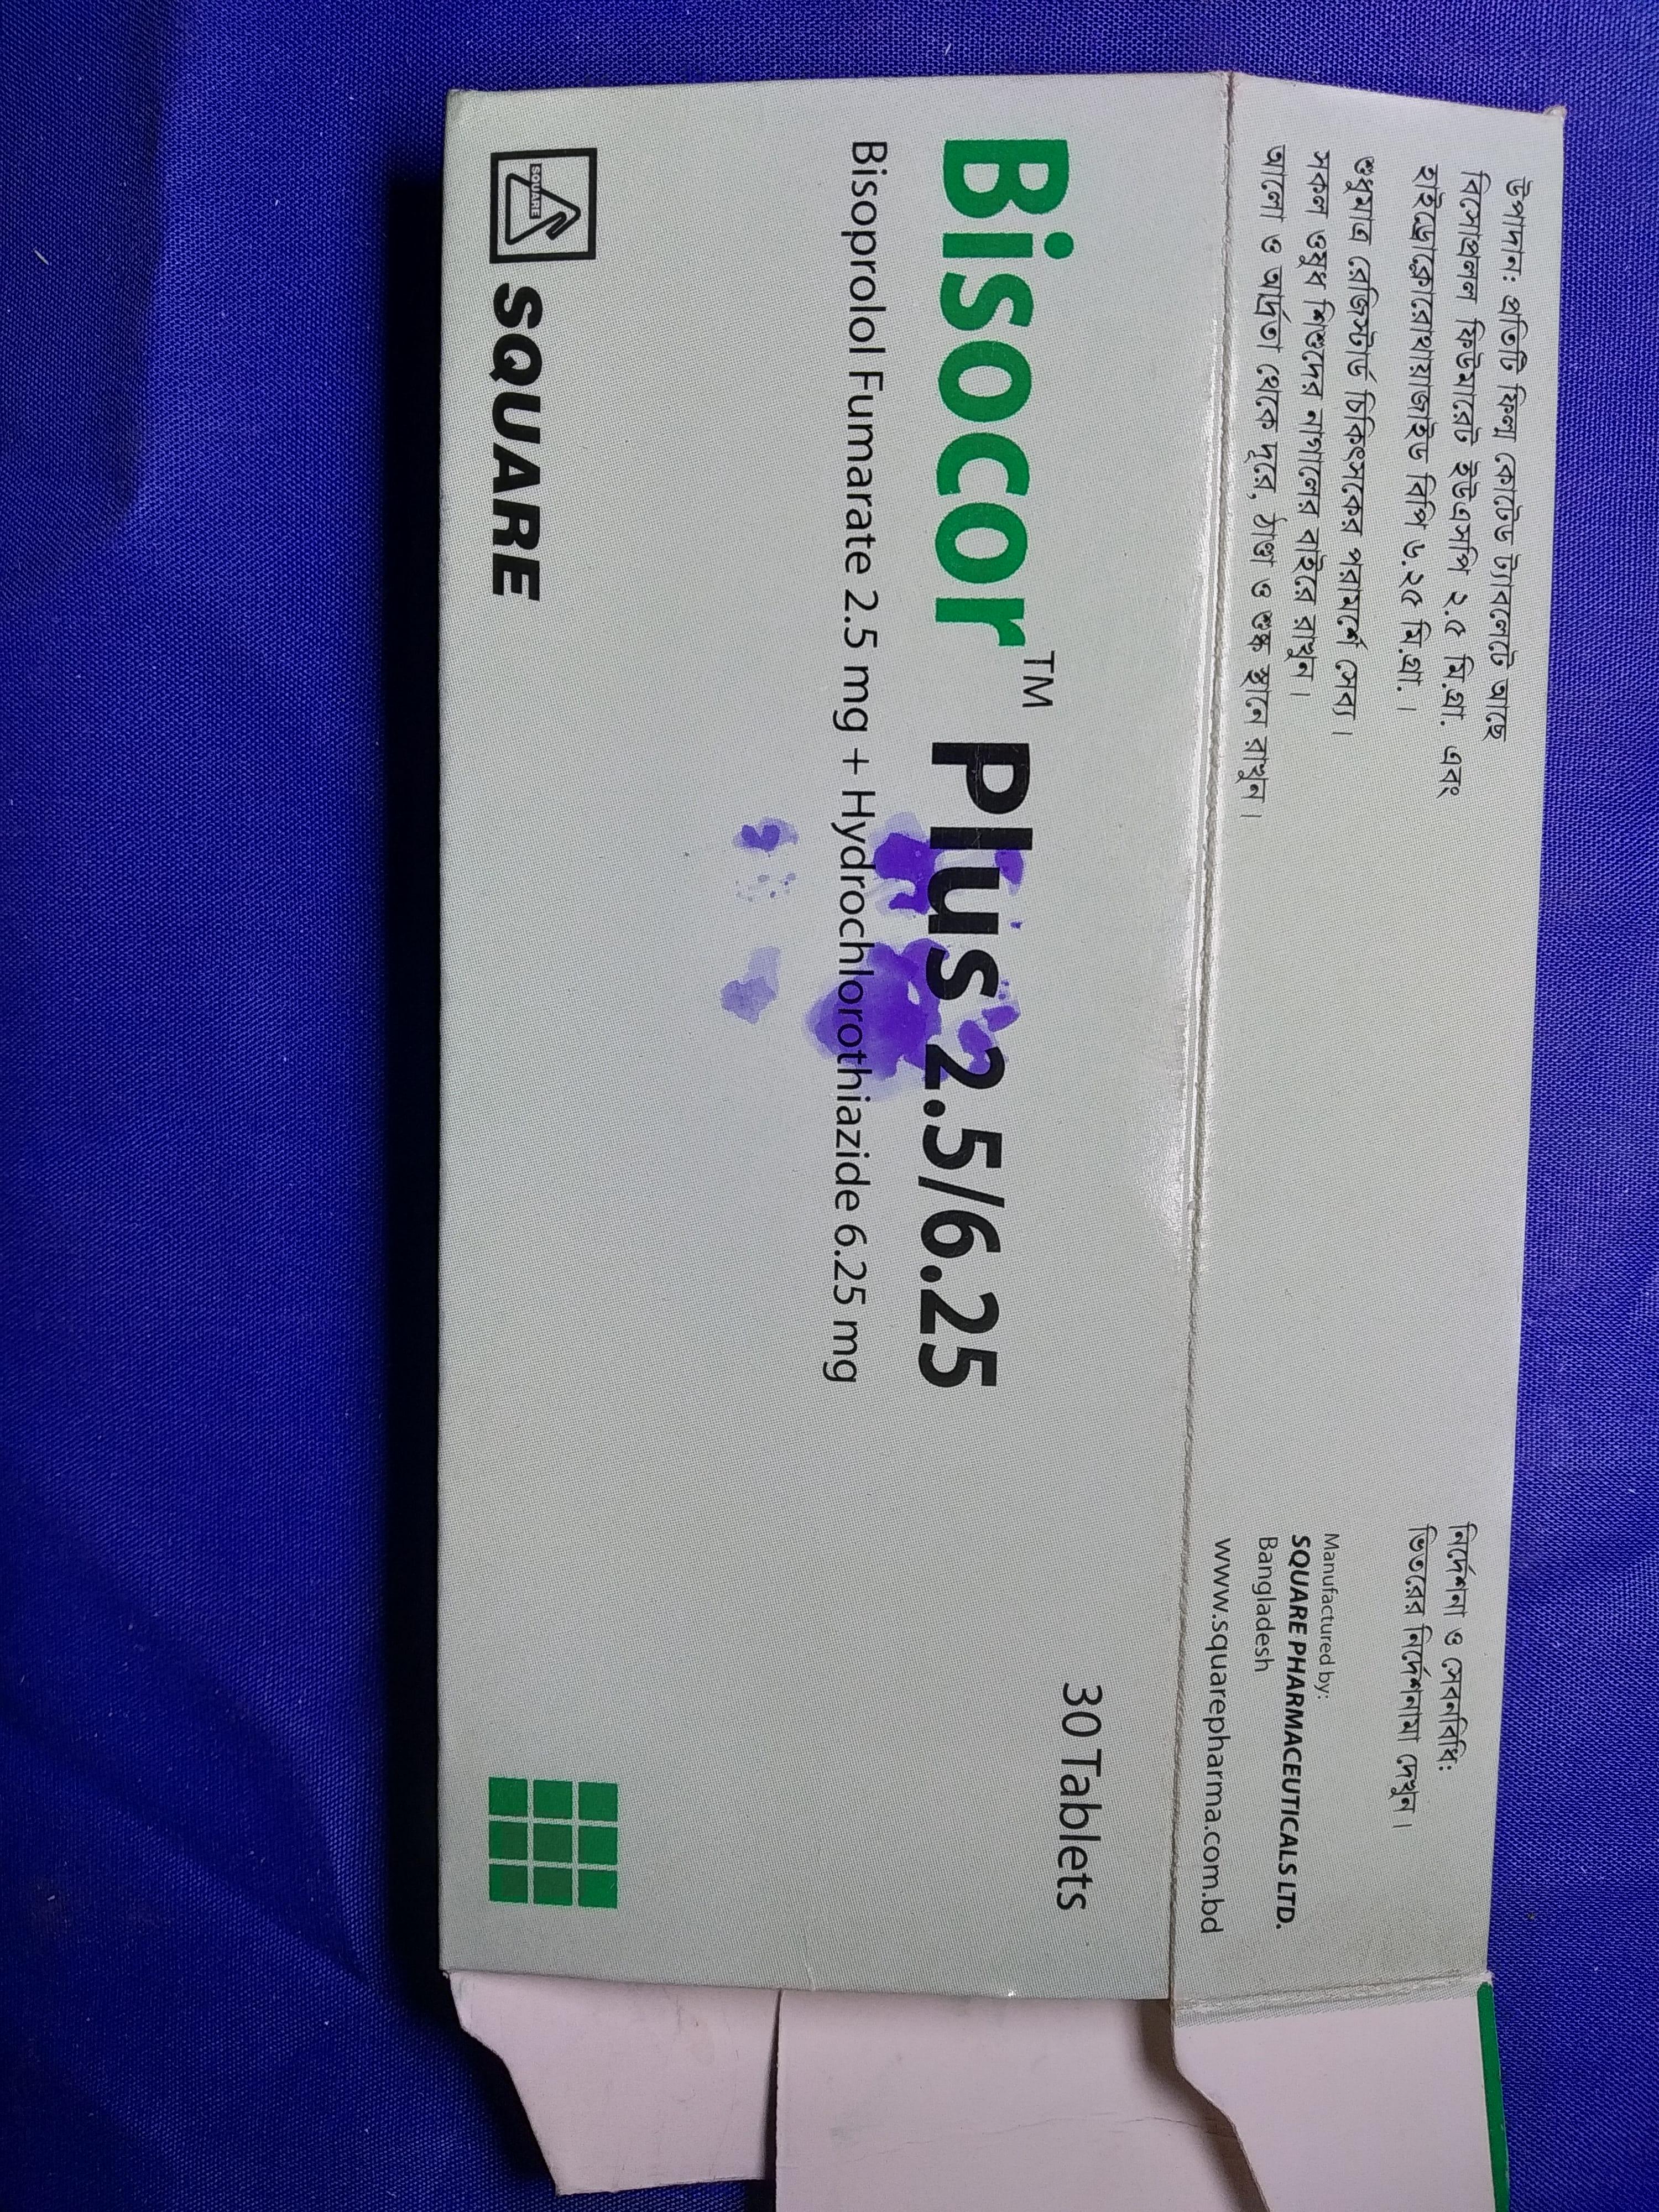 উপাদান: প্রতিটি ফিল্ম কোটেড ট্যাবলেটে আছে
বিসোপ্রলল ফিউমারেট ইউএসপি ২.৫ মি.গ্রা. এবং
হাইড্রোক্লোরোথায়াজাইড বিপি ৬.২৫ মি.গ্রা. ।
শুধুমাত্র রেজিস্টার্ড চিকিৎসকের পরামর্শে সেব্য ।
সকল ওষুধ শিশুদের নাগালের বাইরে রাখুন ।
আলো ও আর্দ্রতা থেকে দূরে, ঠাণ্ডা ও শুষ্ক স্থানে রাখুন ।
নির্দেশনা ও সেবনবিধি:
ভিতরের নির্দেশনামা দেখুন ।
Manufactured by:
SQUARE PHARMACEUTICALS LTD.
Bangladesh
www.squarepharma.com.bd
30 Tablets
Bisocor™ Plus 2.5/6.25
Bisoprolol Fumarate 2.5 mg + Hydrochlorothiazide 6.25 mg
SQUARE
SQUARE